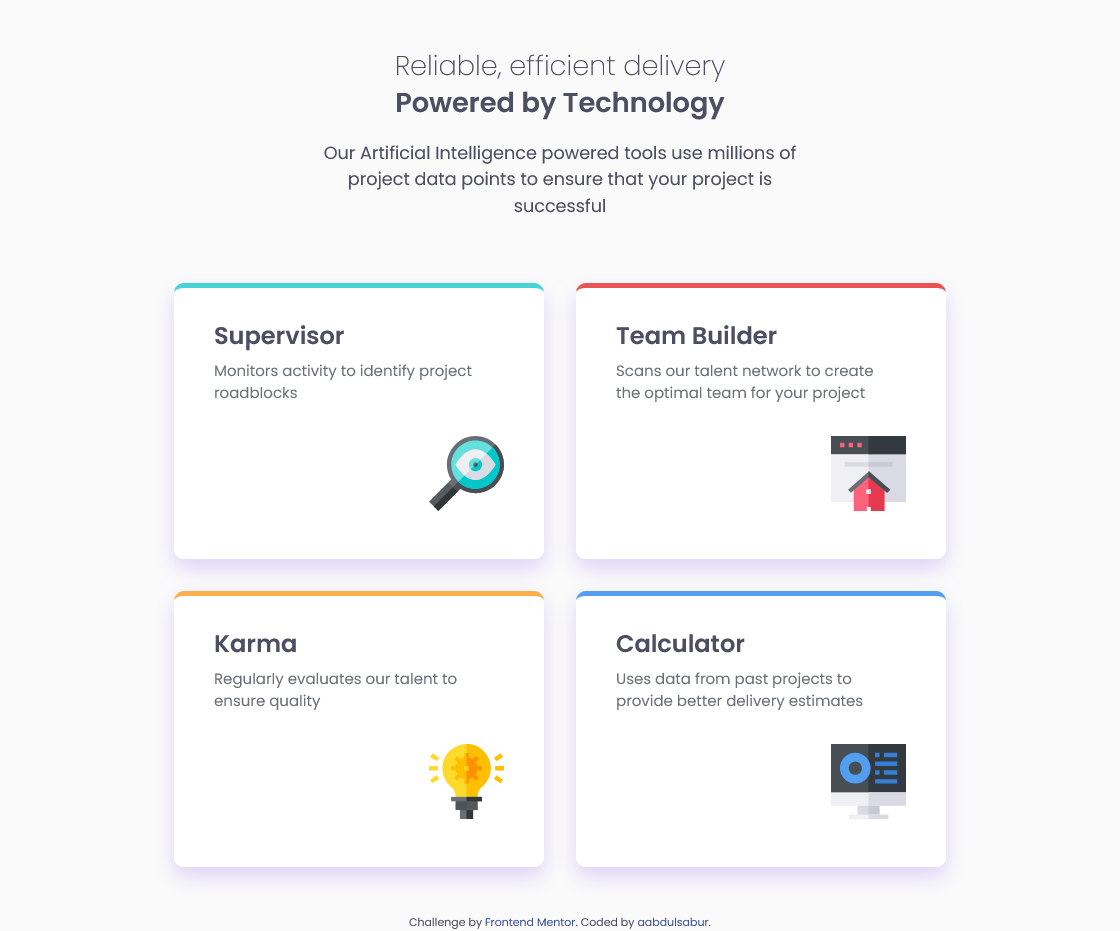 Reliable, efficient delivery
Powered by Technology
Our Artificial Intelligence powered tools use millions of
project data points to ensure that your project is
successful
Supervisor
Monitors activity to identify project
roadblocks
Team Builder
Scans our talent network to create
the optimal team for your project
Karma
Regularly evaluates our talent to
ensure quality
Calculator
Uses data from past projects to
provide better delivery estimates
Challenge by Frontend Mentor. Coded by aabdulsabur.